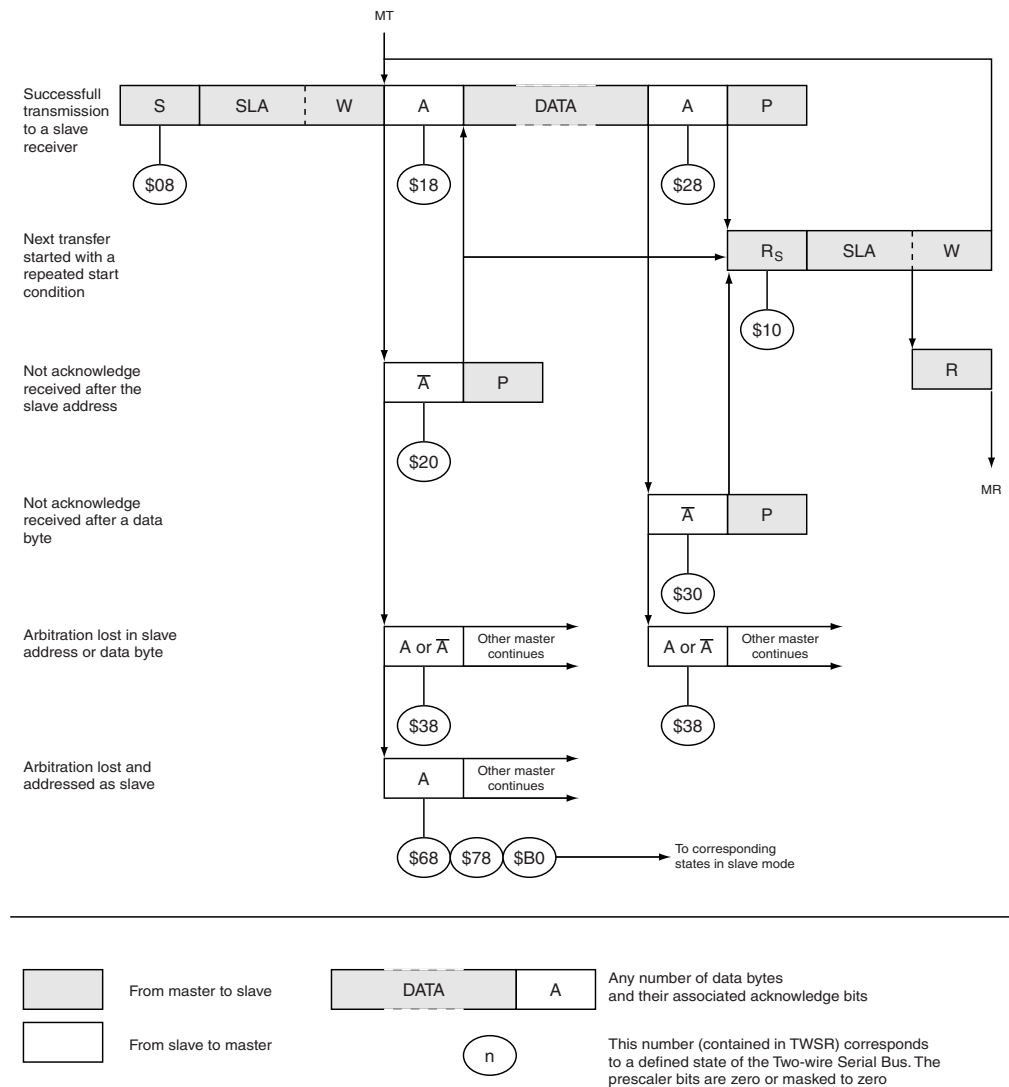 MT
Successfull
transmission
to a slave
receiver
S SLA W A DATA A P
$08 $18 $28
Next transfer
started with a
repeated start
condition
RS SLA W
$10
Not acknowledge
received after the
slave address
A̅ P
R
$20
MR
Not acknowledge
received after a data
byte
A̅ P
$30
Arbitration lost in slave
address or data byte
A or A̅
Other master
continues
A or A̅
Other master
continues
$38 $38
Arbitration lost and
addressed as slave
A
Other master
continues
$68 $78 $B0
To corresponding
states in slave mode
From master to slave
DATA A
Any number of data bytes
and their associated acknowledge bits
From slave to master
n
This number (contained in TWSR) corresponds
to a defined state of the Two-wire Serial Bus. The
prescaler bits are zero or masked to zero